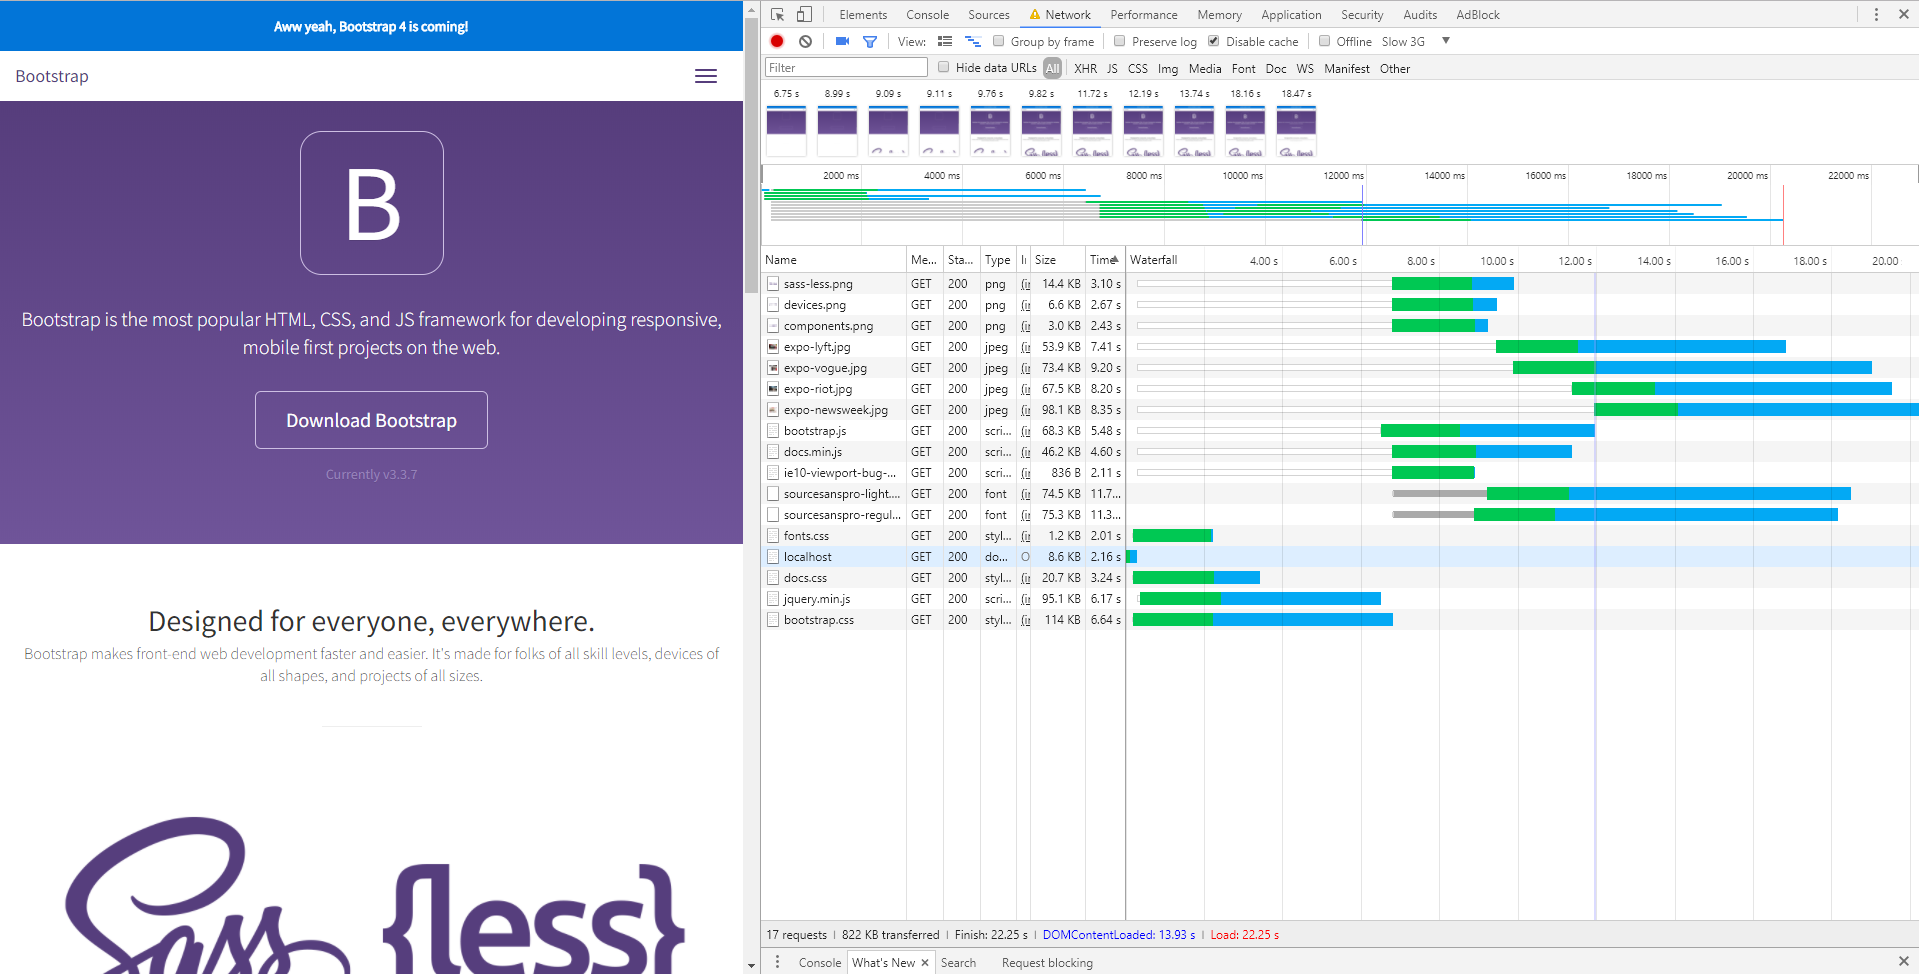 Aww yeah, Bootstrap 4 is coming!
Bootstrap
B
Bootstrap is the most popular HTML, CSS, and JS framework for developing responsive,
mobile first projects on the web.
Download Bootstrap
Currently v3.3.7
Designed for everyone, everywhere.
Bootstrap makes front-end web development faster and easier. It's made for folks of all skill levels, devices of
all shapes, and projects of all sizes.
Sass {less}
Elements Console Sources Network Performance Memory Application Security Audits AdBlock
View: Group by frame Preserve log Disable cache Offline Slow 3G
Filter Hide data URLs All XHR JS CSS Img Media Font Doc WS Manifest Other
6.75 s 8.99 s 9.09 s 9.11 s 9.76 s 9.82 s 11.72 s 12.19 s 13.74 s 18.16 s 18.47 s
2000 ms 4000 ms 6000 ms 8000 ms 10000 ms 12000 ms 14000 ms 16000 ms 18000 ms 20000 ms 22000 ms
Name Me... Sta... Type Size Time Waterfall 4.00 s 6.00 s 8.00 s 10.00 s 12.00 s 14.00 s 16.00 s 18.00 s 20.00
sass-less.png GET 200 png (in 14.4 KB 3.10 s
devices.png GET 200 png (in 6.6 KB 2.67 s
components.png GET 200 png (in 3.0 KB 2.43 s
expo-lyft.jpg GET 200 jpeg (in 53.9 KB 7.41 s
expo-vogue.jpg GET 200 jpeg (in 73.4 KB 9.20 s
expo-riot.jpg GET 200 jpeg (in 67.5 KB 8.20 s
expo-newsweek.jpg GET 200 jpeg (in 98.1 KB 8.35 s
bootstrap.js GET 200 scri... (in 68.3 KB 5.48 s
docs.min.js GET 200 scri... (in 46.2 KB 4.60 s
ie10-viewport-bug-... GET 200 scri... (in 836 B 2.11 s
sourcesanspro-light.... GET 200 font (in 74.5 KB 11.7...
sourcesanspro-regul... GET 200 font (in 75.3 KB 11.3...
fonts.css GET 200 styl... (in 1.2 KB 2.01 s
localhost GET 200 do... O 8.6 KB 2.16 s
docs.css GET 200 styl... (in 20.7 KB 3.24 s
jquery.min.js GET 200 scri... (in 95.1 KB 6.17 s
bootstrap.css GET 200 styl... (in 114 KB 6.64 s
17 requests | 822 KB transferred | Finish: 22.25 s | DOMContentLoaded: 13.93 s | Load: 22.25 s
Console What's New × Search Request blocking